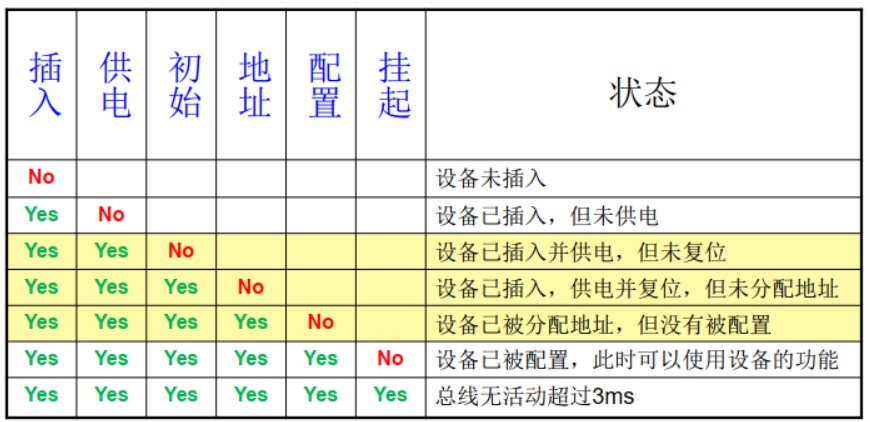 插入 供电 初始 地址 配置 挂起 状态
No 设备未插入
Yes No 设备已插入，但未供电
Yes Yes No 设备已插入并供电，但未复位
Yes Yes Yes No 设备已插入，供电并复位，但未分配地址
Yes Yes Yes Yes No 设备已被分配地址，但没有被配置
Yes Yes Yes Yes Yes No 设备已被配置，此时可以使用设备的功能
Yes Yes Yes Yes Yes Yes 总线无活动超过3ms